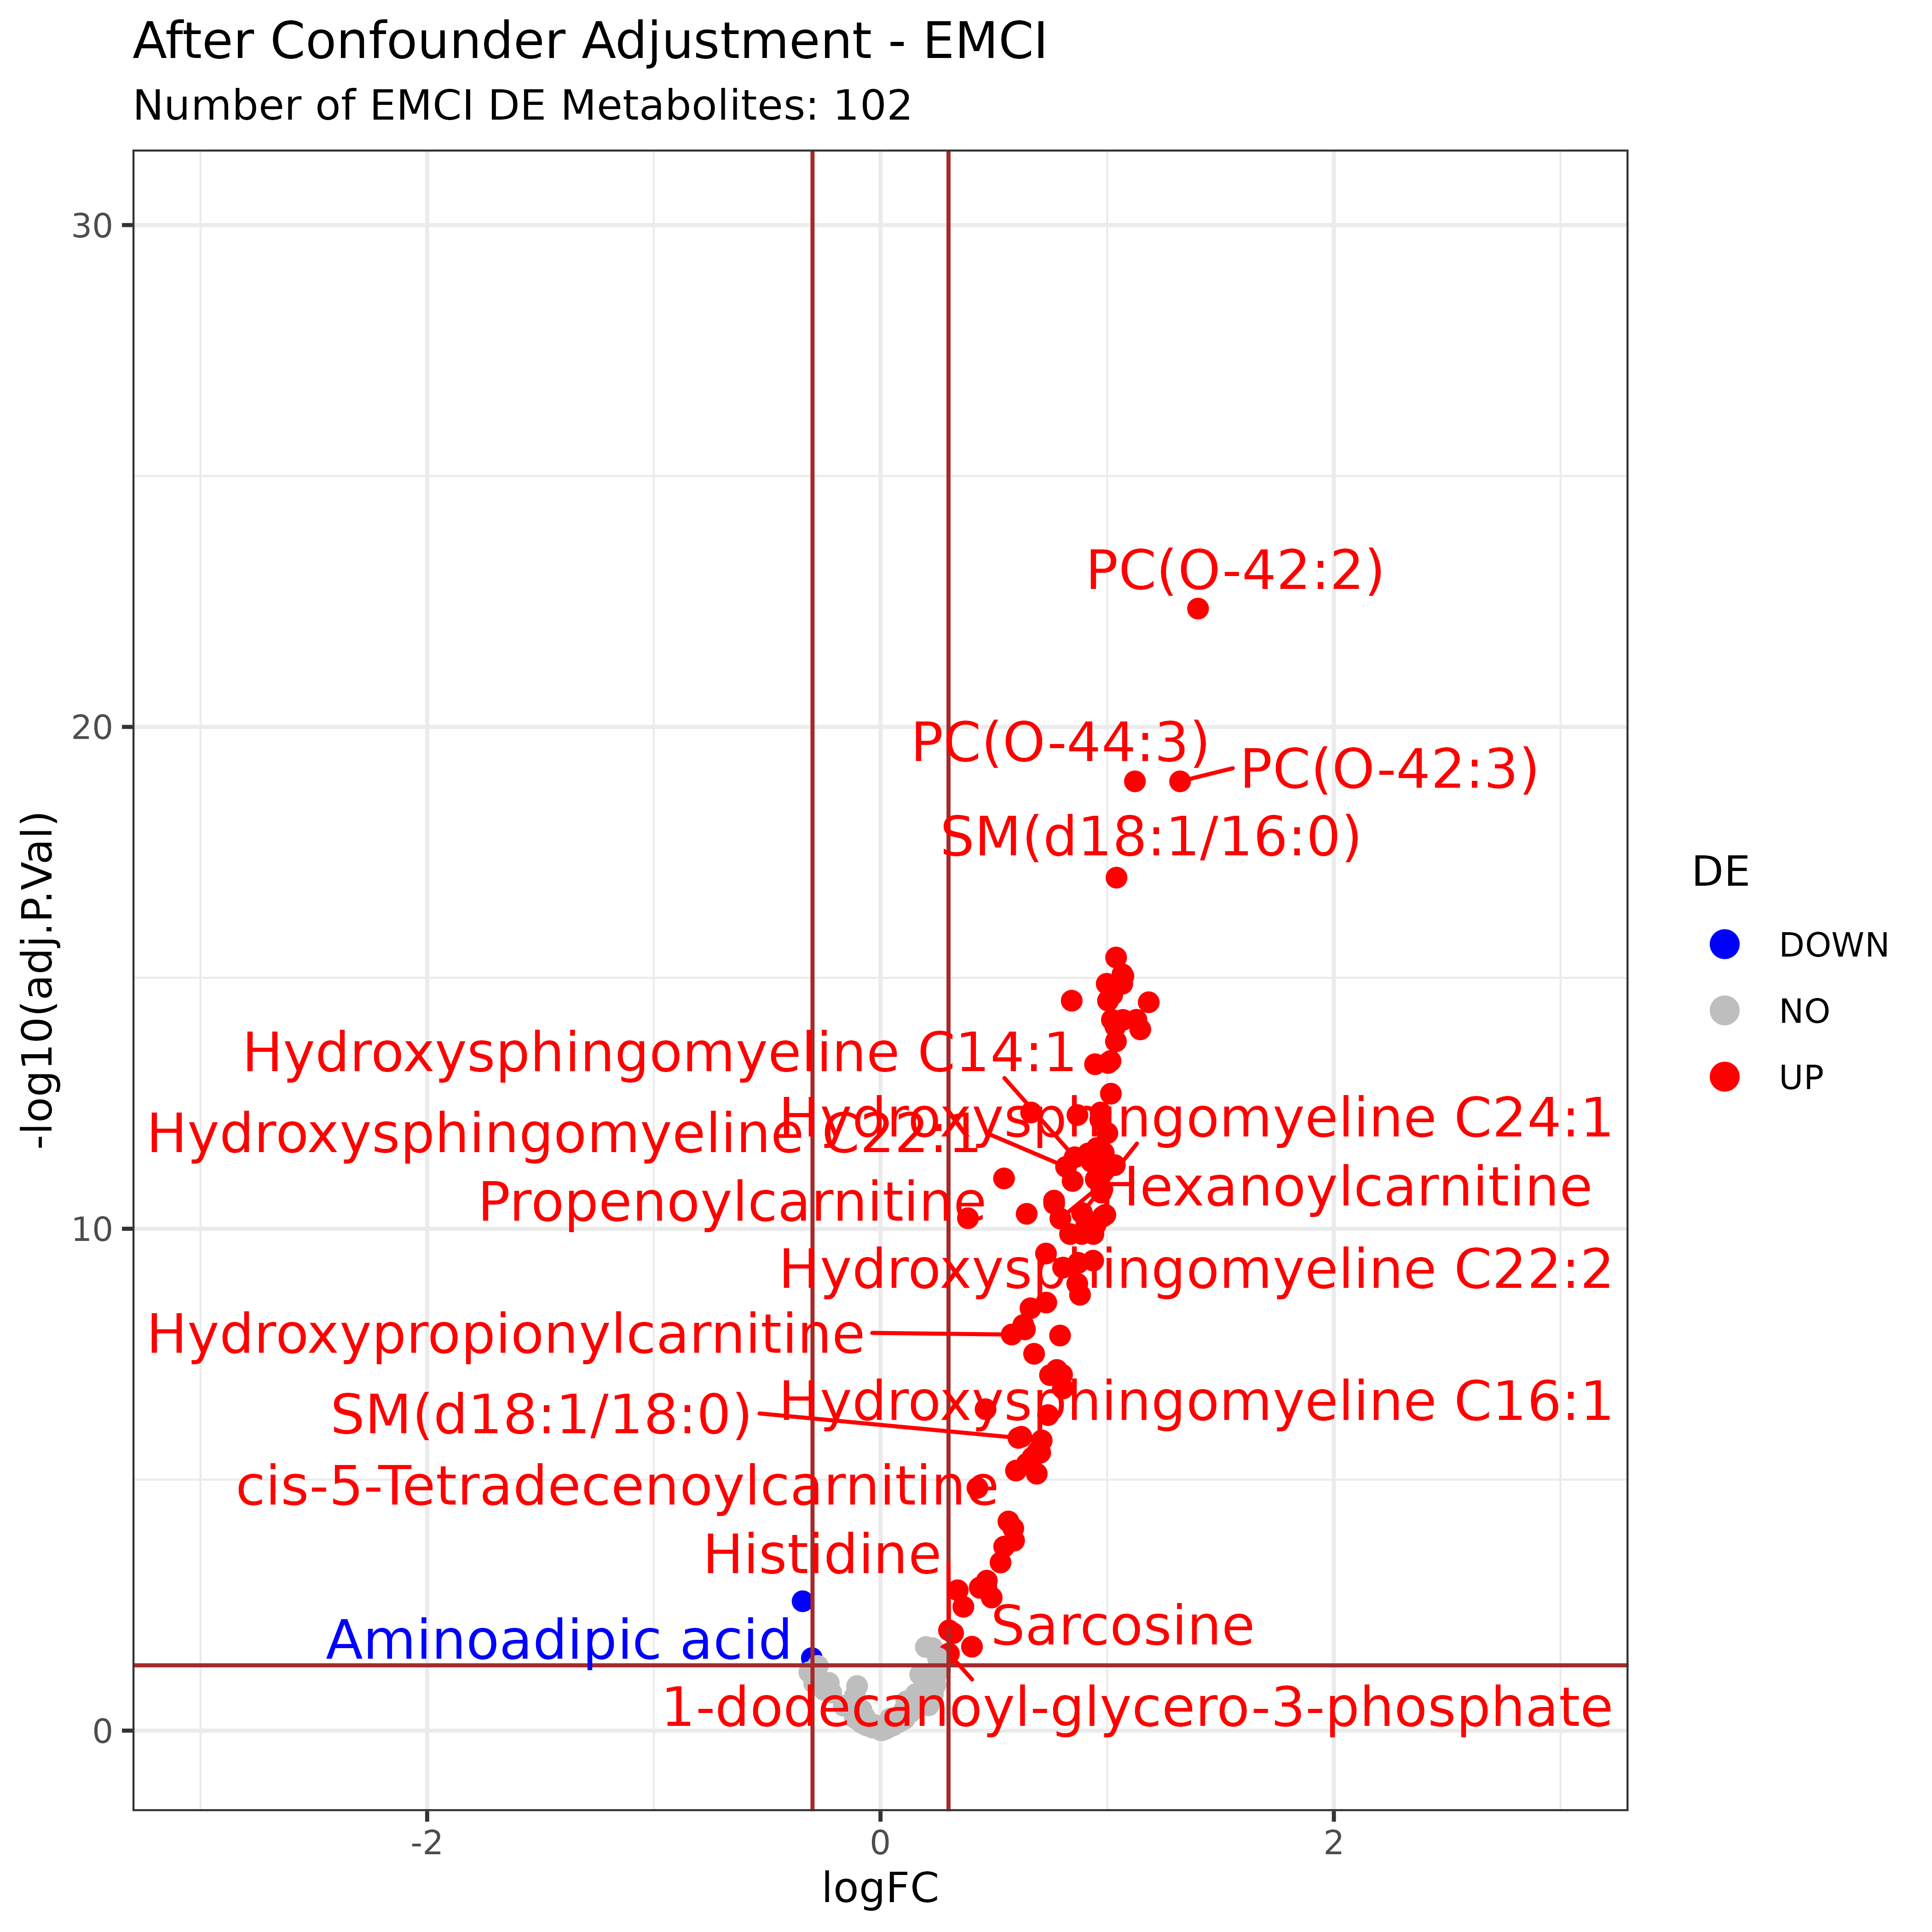 After Confounder Adjustment - EMCI
Number of EMCI DE Metabolites: 102
30
20
10
0
-log10(adj.P.Val)
PC(O-42:2)
PC(O-44:3)
PC(O-42:3)
SM(d18:1/16:0)
Hydroxysphingomyeline C14:1
Hydroxysphingomyeline C24:1
Hydroxysphingomyeline C22:1
Hexanoylcarnitine
Propenoylcarnitine
Hydroxysphingomyeline C22:2
Hydroxypropionylcarnitine
Hydroxysphingomyeline C16:1
SM(d18:1/18:0)
cis-5-Tetradecenoylcarnitine
Histidine
Sarcosine
Aminoadipic acid
1-dodecanoyl-glycero-3-phosphate
-2
0
2
logFC
DE
DOWN
NO
UP